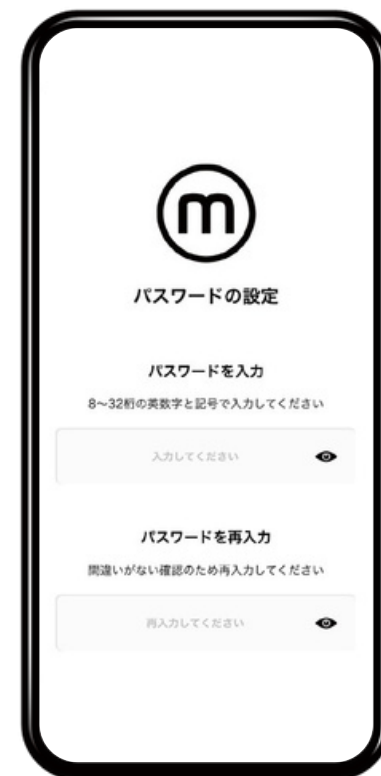 m
パスワードの設定
パスワードを入力
8〜32桁の英数字と記号で入力してください
入力してください
パスワードを再入力
間違いがない確認のため再入力してください
再入力してください